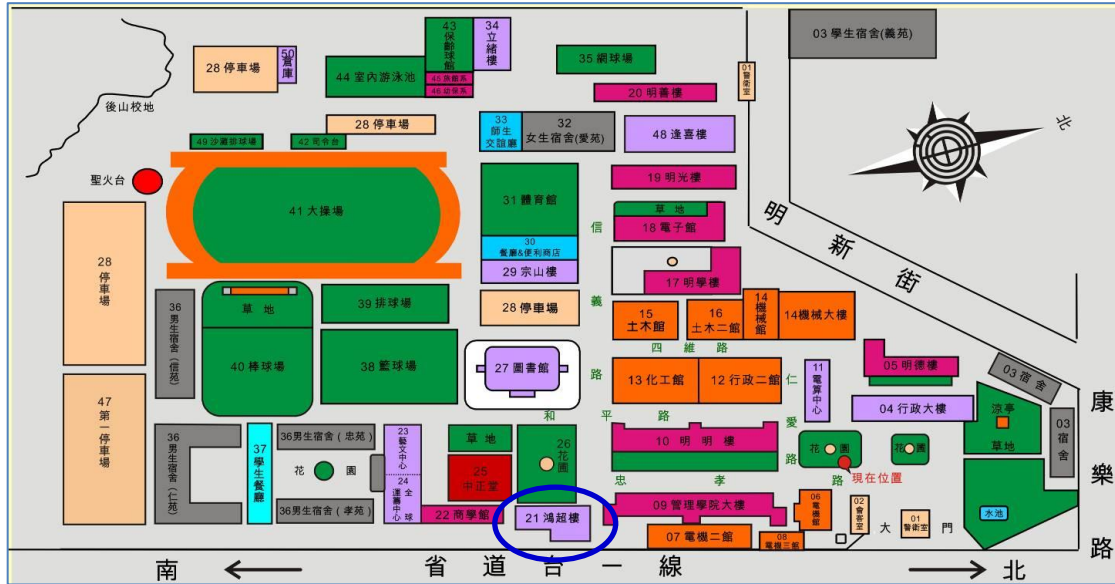 43 保齡球館
34 立緒樓
03 學生宿舍(義苑)
50 倉庫
28 停車場
44 室內游泳池
35 網球場
01 警衛室
45 旅館系
46 幼保系
20 明善樓
後山校地
北
28 停車場
33 師生交誼廳
32 女生宿舍(愛苑)
48 逢喜樓
49 沙灘排球場
42 司令台
聖火台
19 明光樓
41 大操場
31 體育館
草地
信義路
18 電子館
明新街
30 餐廳&便利商店
29 宗山樓
17 明學樓
28 停車場
36 男生宿舍(信苑)
草地
39 排球場
28 停車場
15 土木館
16 土木二館
14 機械館
14 機械大樓
四維路
40 棒球場
38 籃球場
27 圖書館
13 化工館
12 行政二館
仁愛路
11 電算中心
05 明德樓
03 宿舍
康樂路
和平路
04 行政大樓
涼亭
草地
03 宿舍
47 第一停車場
36 男生宿舍(仁苑)
37 學生餐廳
36 男生宿舍(忠苑)
23 藝文中心
草地
26 花圃
10 明明樓
花園
花園
現在位置
花園
24 全球運籌中心
25 中正堂
忠孝路
36 男生宿舍(孝苑)
22 商學館
21 鴻超樓
09 管理學院大樓
06 電機館
02 會客室
大門
01 警衛室
水池
07 電機二館
08 電機三館
南
省道台一線
北